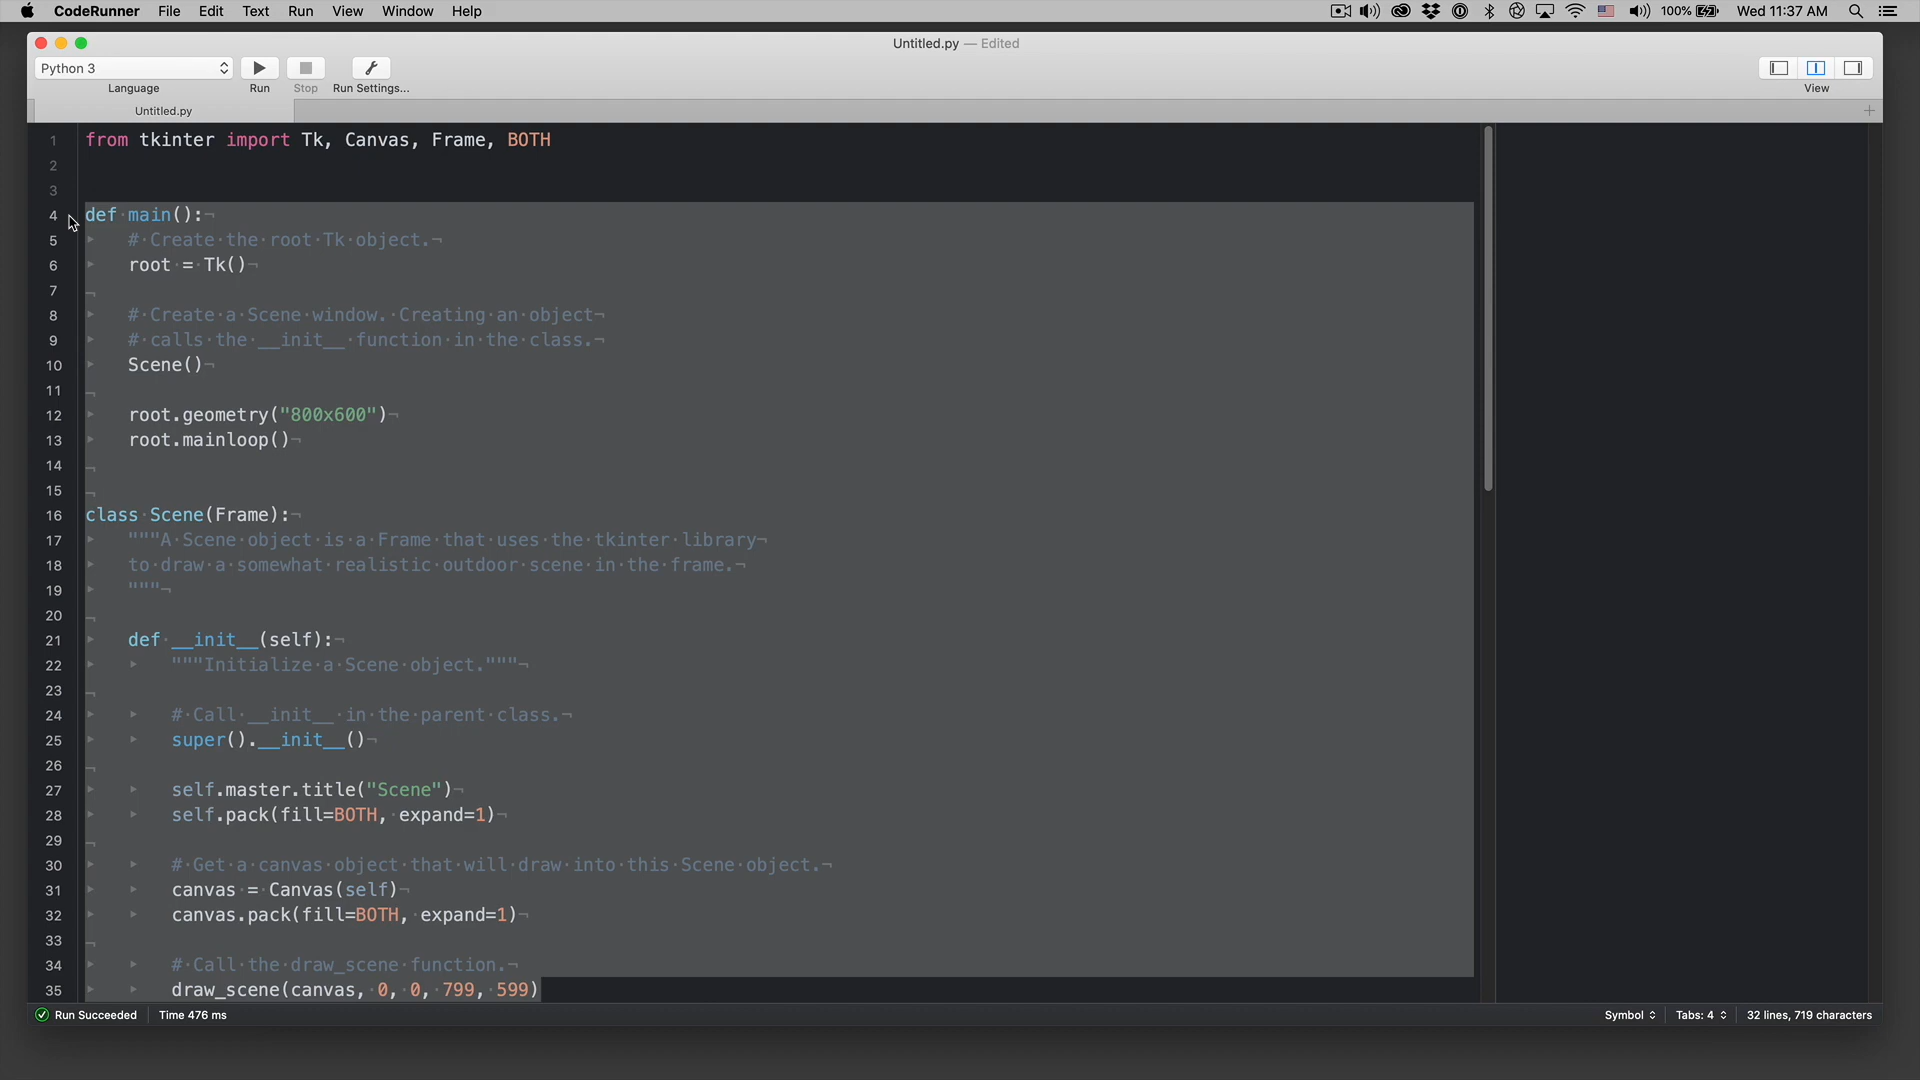 CodeRunner File Edit Text Run View Window Help 100% Wed 11:37 AM
Untitled.py — Edited
Python 3
Language Run Stop Run Settings... View
Untitled.py
1 from tkinter import Tk, Canvas, Frame, BOTH
2
3
4 def main():
5 # Create the root Tk object.
6 root = Tk()
7
8 # Create a Scene window. Creating an object
9 # calls the __init__ function in the class.
10 Scene()
11
12 root.geometry("800x600")
13 root.mainloop()
14
15
16 class Scene(Frame):
17 """A Scene object is a Frame that uses the tkinter library
18 to draw a somewhat realistic outdoor scene in the frame.
19 """
20
21 def __init__(self):
22 """Initialize a Scene object."""
23
24 # Call __init__ in the parent class.
25 super().__init__()
26
27 self.master.title("Scene")
28 self.pack(fill=BOTH, expand=1)
29
30 # Get a canvas object that will draw into this Scene object.
31 canvas = Canvas(self)
32 canvas.pack(fill=BOTH, expand=1)
33
34 # Call the draw_scene function.
35 draw_scene(canvas, 0, 0, 799, 599)
Run Succeeded Time 476 ms Symbol Tabs: 4 32 lines, 719 characters